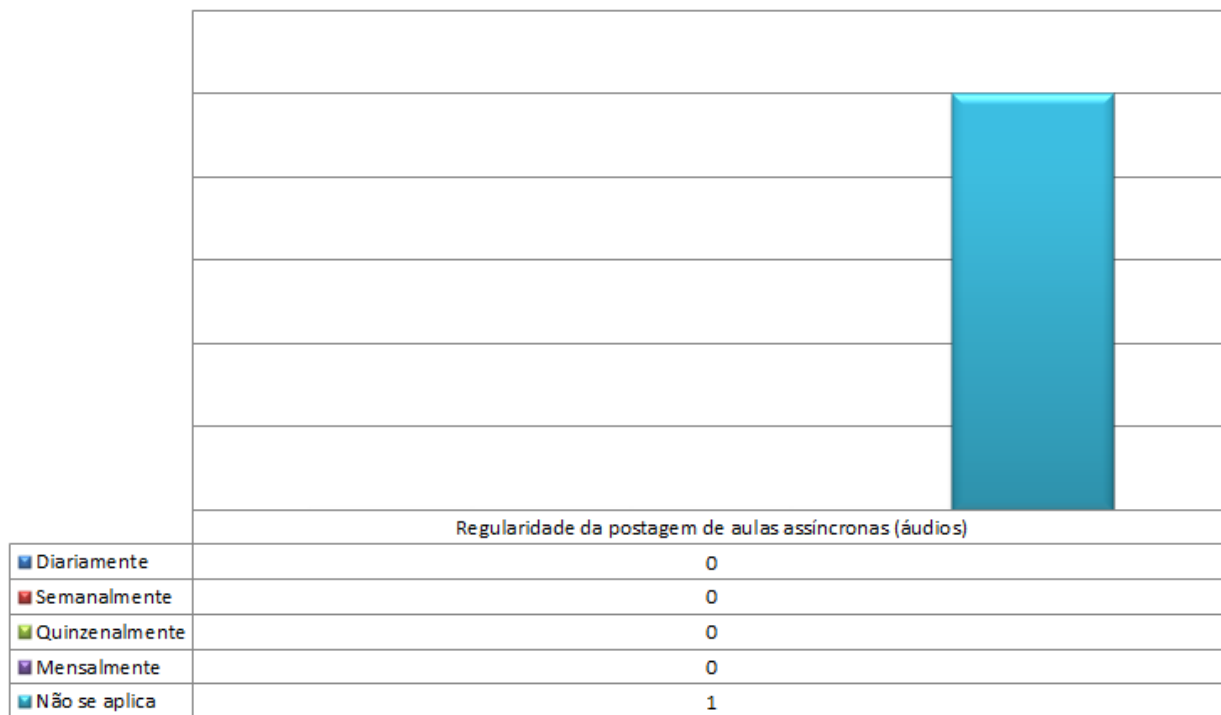 Regularidade da postagem de aulas assíncronas (áudios)
Diariamente 0
Semanalmente 0
Quinzenalmente 0
Mensalmente 0
Não se aplica 1